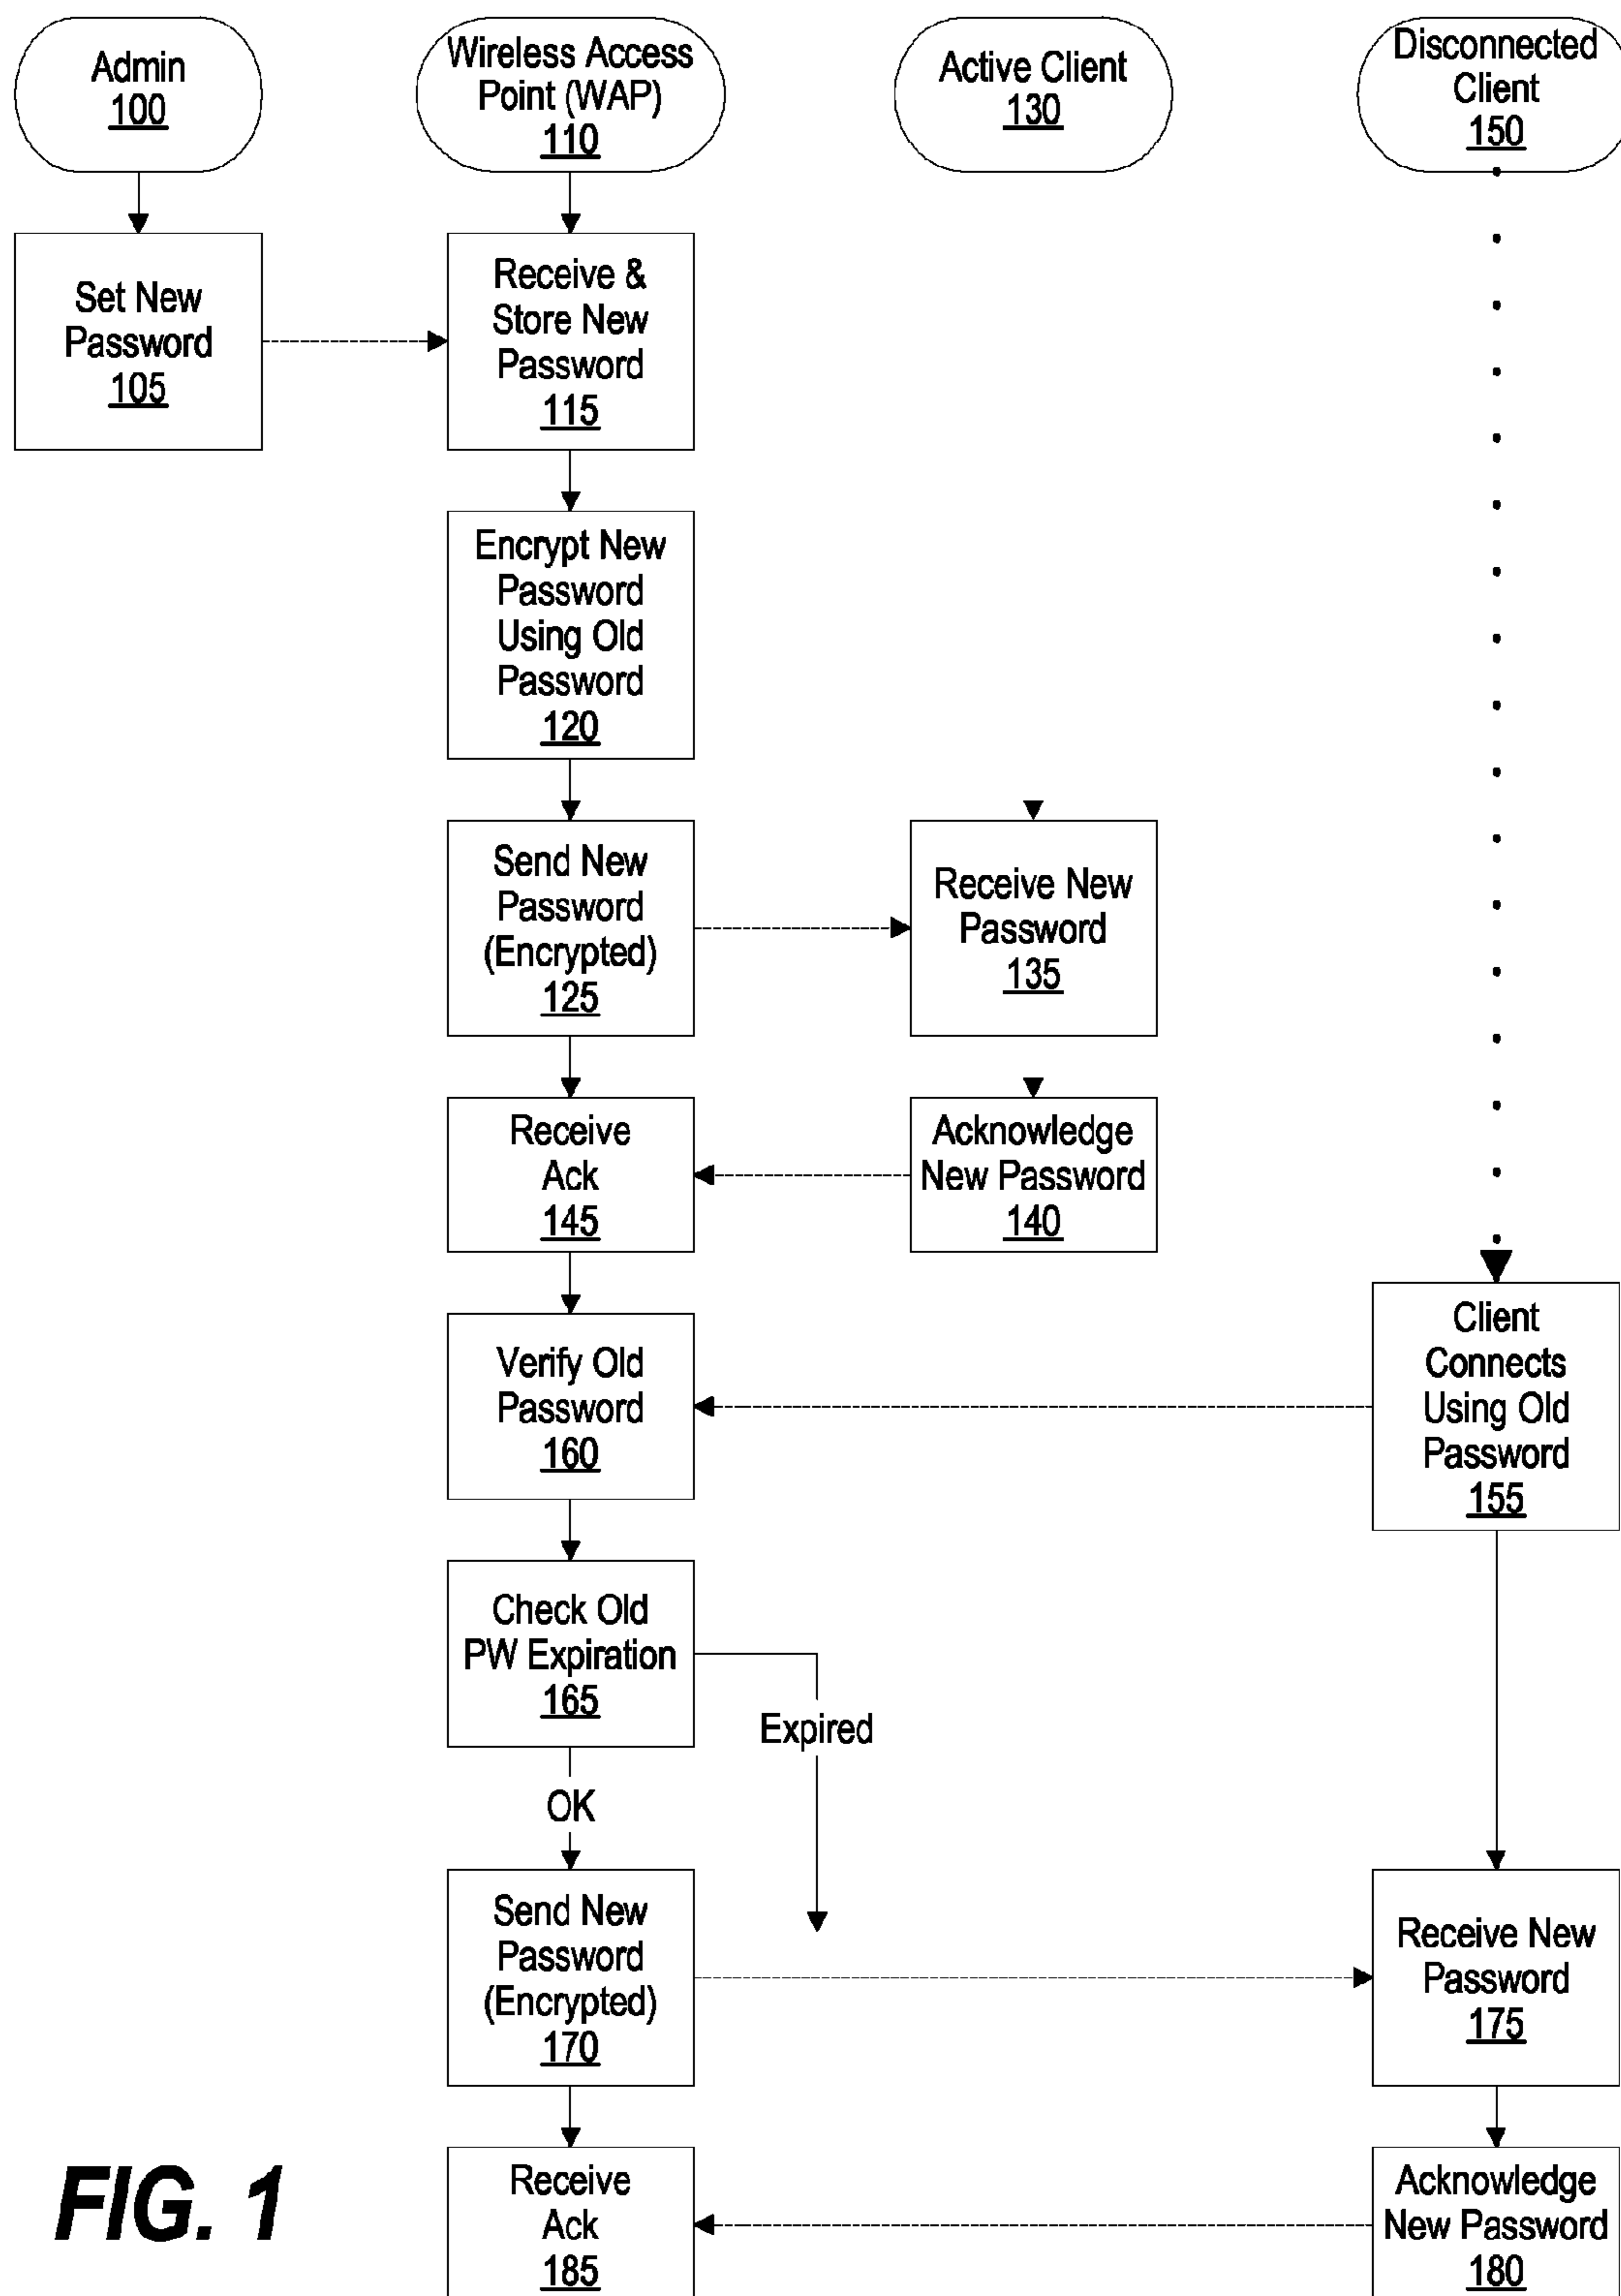 Admin
100
Wireless Access
Point (WAP)
110
Active Client
130
Disconnected
Client
150
Set New
Password
105
Receive &
Store New
Password
115
Encrypt New
Password
Using Old
Password
120
Send New
Password
(Encrypted)
125
Receive New
Password
135
Receive
Ack
145
Acknowledge
New Password
140
Verify Old
Password
160
Client
Connects
Using Old
Password
155
Check Old
PW Expiration
165
Expired
OK
Send New
Password
(Encrypted)
170
Receive New
Password
175
Receive
Ack
185
Acknowledge
New Password
180
FIG. 1